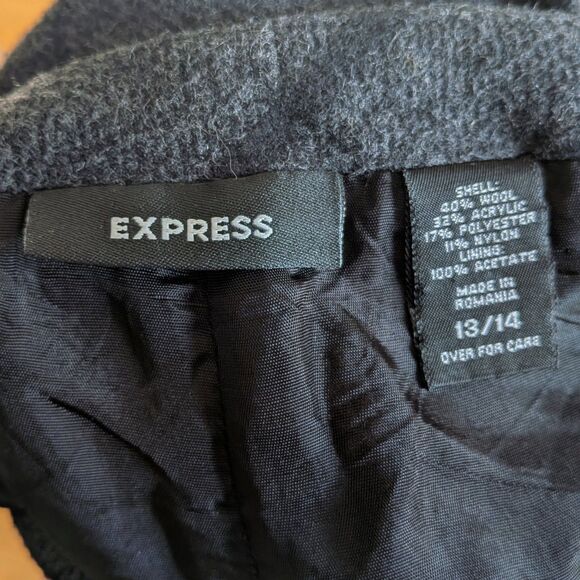 EXPRESS
SHELL:
40% WOOL
32% ACRYLIC
17% POLYESTER
11% NYLON
LINING
100% ACETATE
MADE IN
ROMANIA
13/14
OVER FOR CARE